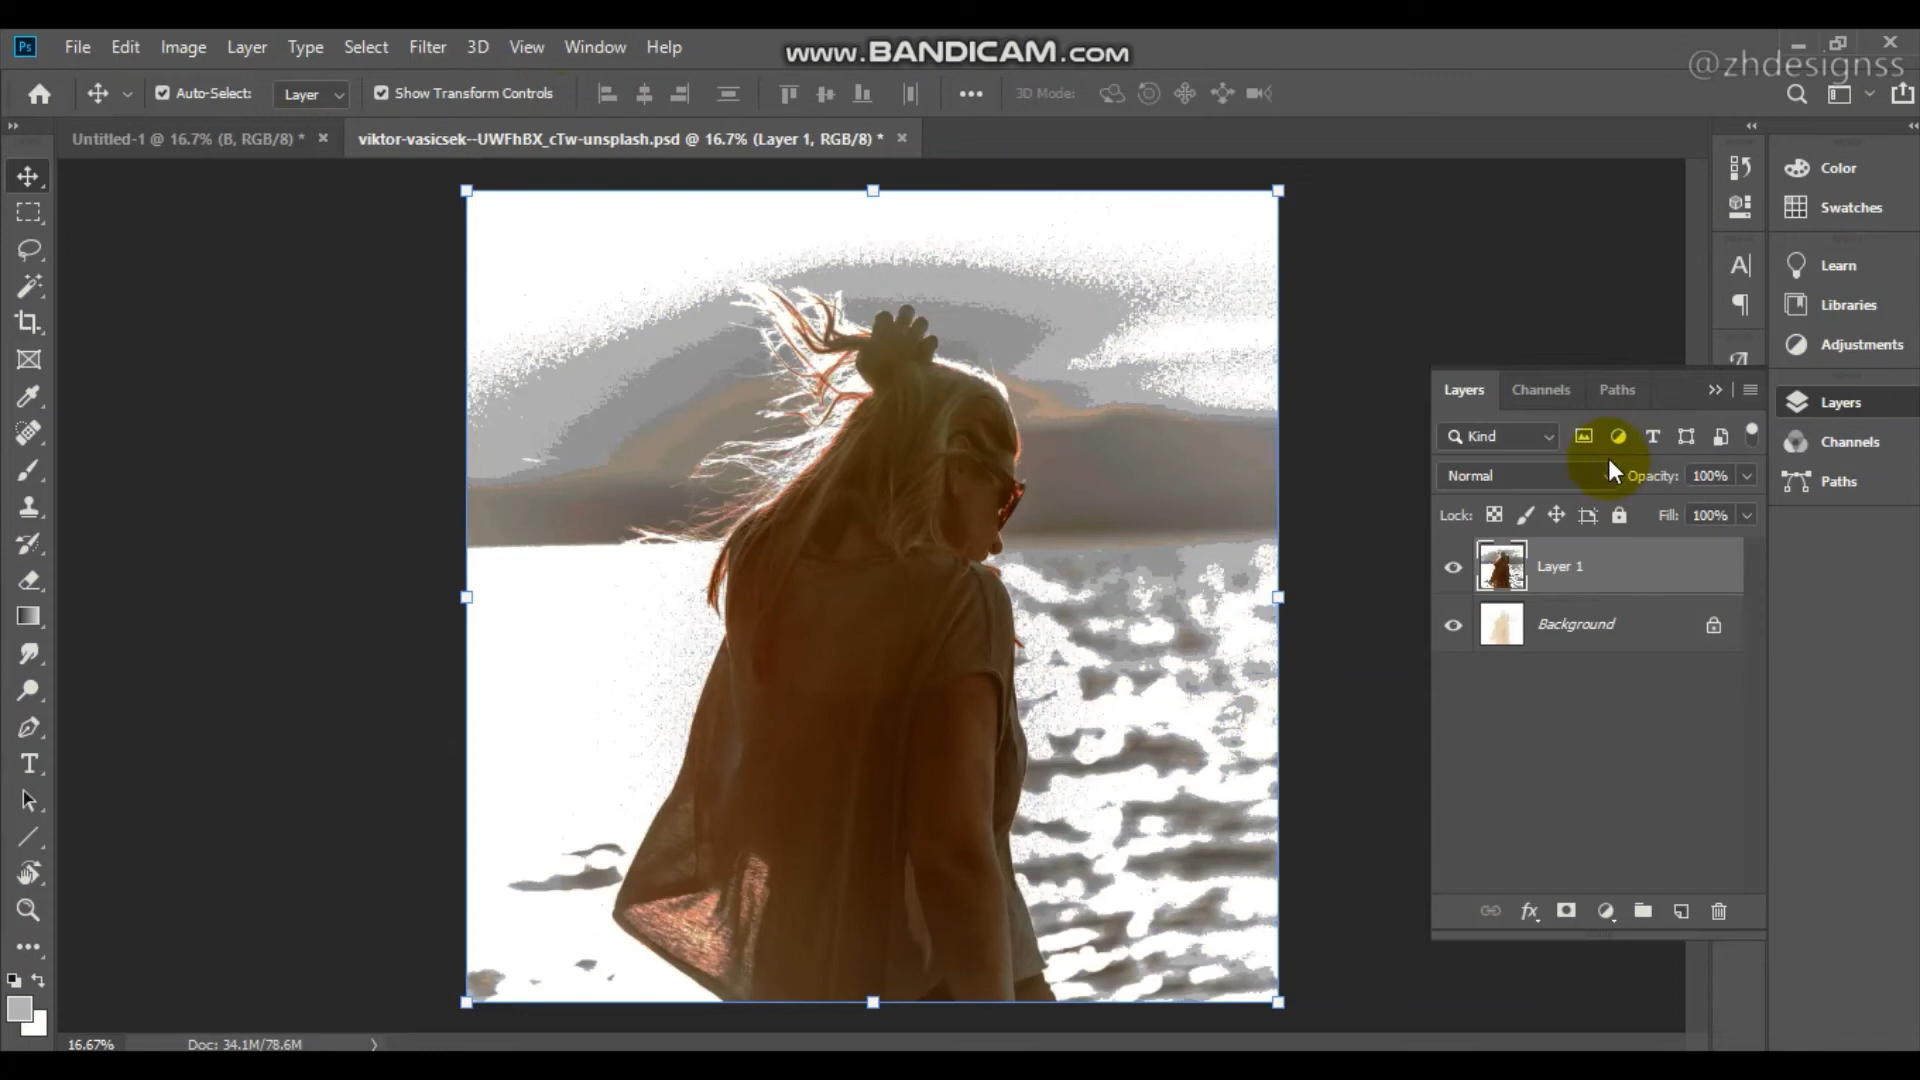 Ps File Edit Image Layer Type Select Filter 3D View Window Help
www.BANDICAM.com
@zhdesignss
Auto-Select: Layer Show Transform Controls 3D Mode:
Untitled-1 @ 16.7% (B, RGB/8) *
viktor-vasicsek--UWFhBX_cTw-unsplash.psd @ 16.7% (Layer 1, RGB/8) *
Color
Swatches
Learn
Libraries
Adjustments
Layers
Channels
Paths
Layers Channels Paths
Kind
Normal Opacity: 100%
Lock: Fill: 100%
Layer 1
Background
fx
16.67% Doc: 34.1M/78.6M